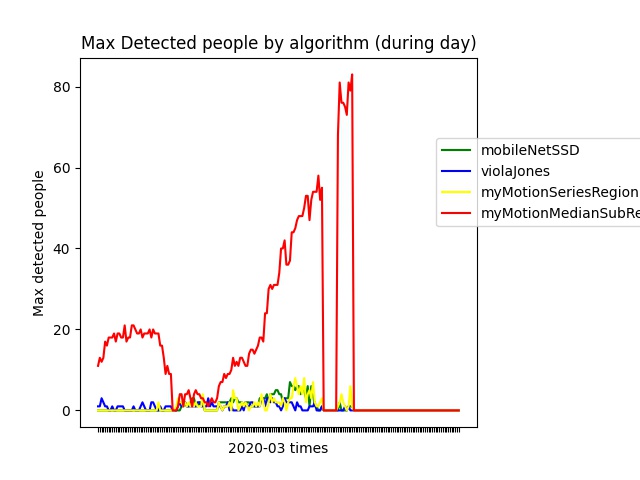 Max Detected people by algorithm (during day)
80
60
40
20
0
Max detected people
2020-03 times
mobileNetSSD
violaJones
myMotionSeriesRegion
myMotionMedianSubRe